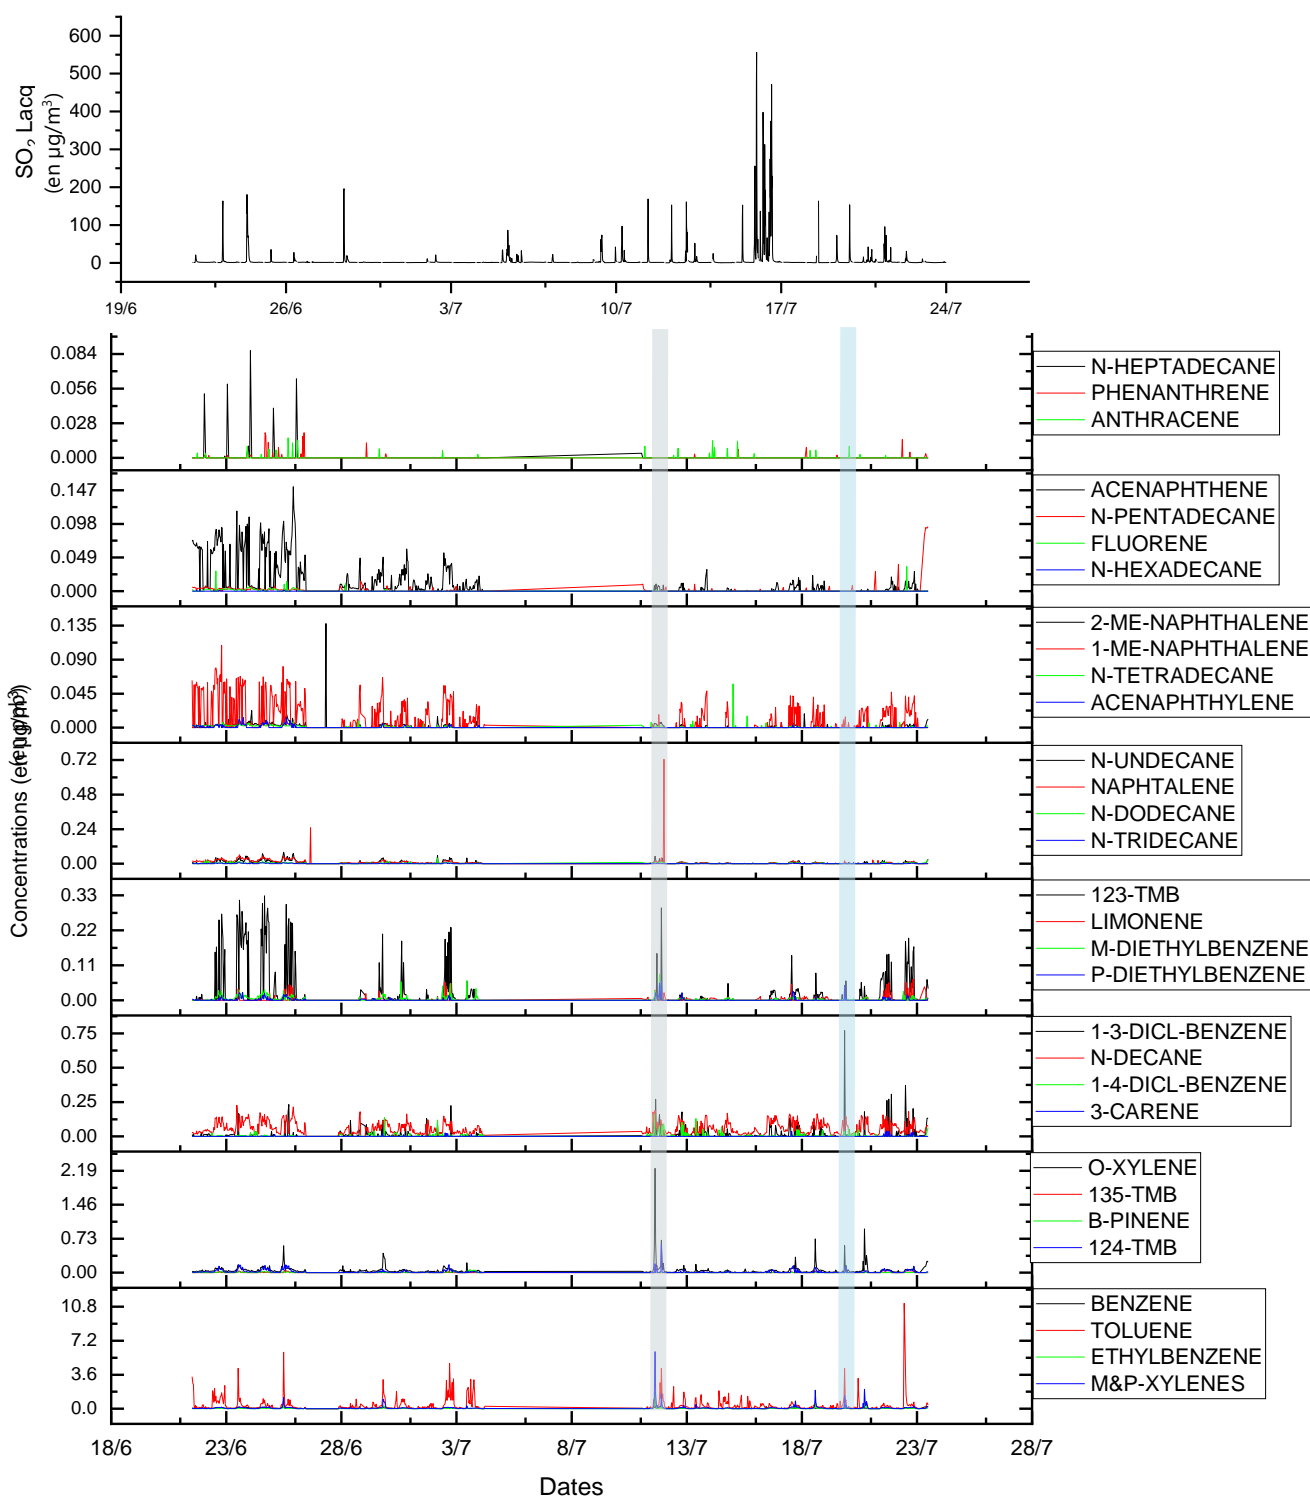 600
500
400
300
200
100
0
SO₂, Lacq
(en µg/m³)
19/6 26/6 3/7 10/7 17/7 24/7
0.084
0.056
0.028
0.000
N-HEPTADECANE
PHENANTHRENE
ANTHRACENE
0.147
0.098
0.049
0.000
ACENAPHTHENE
N-PENTADECANE
FLUORENE
N-HEXADECANE
0.135
0.090
0.045
0.000
2-ME-NAPHTHALENE
1-ME-NAPHTHALENE
N-TETRADECANE
ACENAPHTHYLENE
0.72
0.48
0.24
0.00
N-UNDECANE
NAPHTALENE
N-DODECANE
N-TRIDECANE
Concentrations (en µg/m³)
0.33
0.22
0.11
0.00
123-TMB
LIMONENE
M-DIETHYLBENZENE
P-DIETHYLBENZENE
0.75
0.50
0.25
0.00
1-3-DICL-BENZENE
N-DECANE
1-4-DICL-BENZENE
3-CARENE
2.19
1.46
0.73
0.00
O-XYLENE
135-TMB
B-PINENE
124-TMB
10.8
7.2
3.6
0.0
BENZENE
TOLUENE
ETHYLBENZENE
M&P-XYLENES
18/6 23/6 28/6 3/7 8/7 13/7 18/7 23/7 28/7
Dates